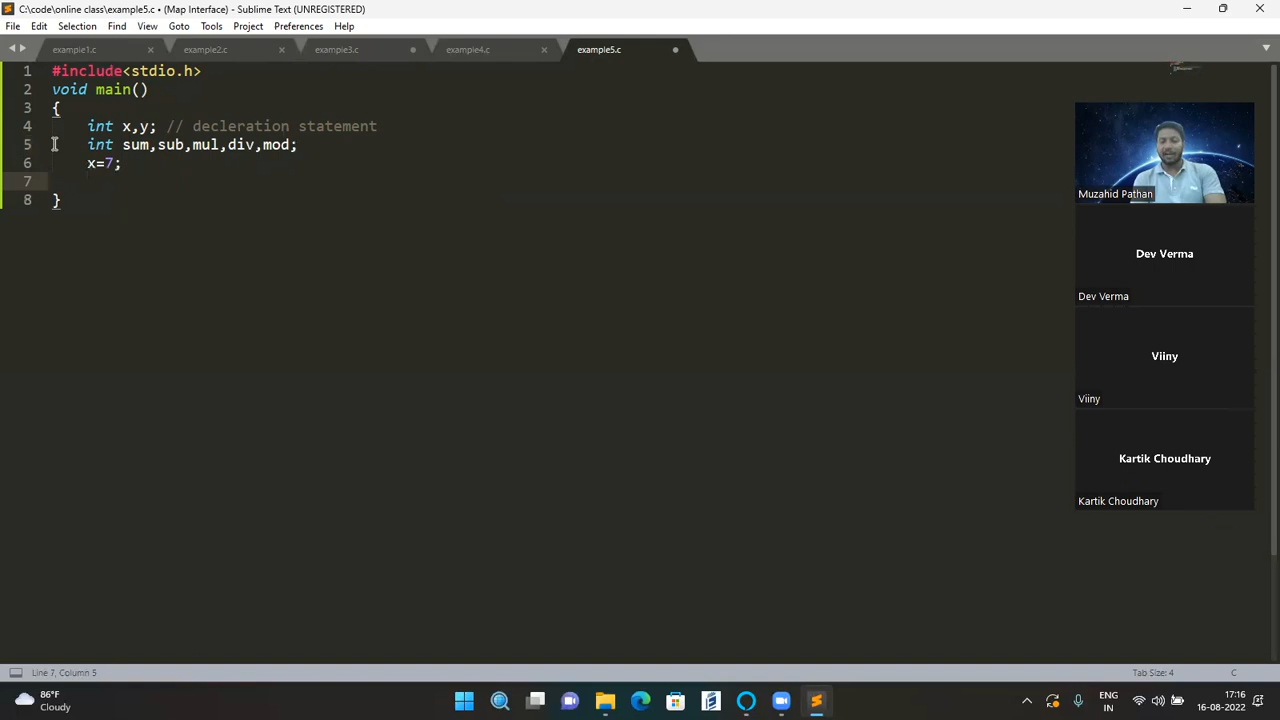 C:\code\online class\example5.c • (Map Interface) - Sublime Text (UNREGISTERED)
File Edit Selection Find View Goto Tools Project Preferences Help
example1.c × example2.c × example3.c example4.c × example5.c
1 #include<stdio.h>
2 void main()
3 {
4 int x,y; // decleration statement
5 int sum,sub,mul,div,mod;
6 x=7;
7
8 }
Muzahid Pathan
Dev Verma
Dev Verma
Viiny
Viiny
Kartik Choudhary
Kartik Choudhary
Line 7, Column 5 Tab Size: 4 C
86°F
Cloudy
ENG
IN
17:16
16-08-2022